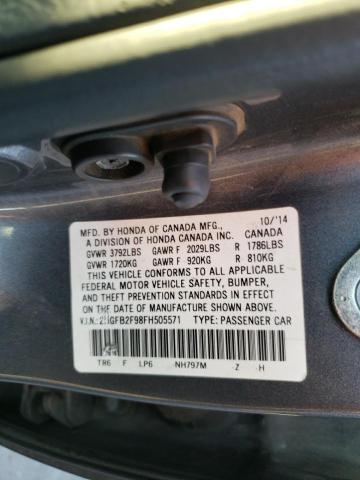 MFD. BY HONDA OF CANADA MFG., 10/'14
A DIVISION OF HONDA CANADA INC. CANADA
GVWR 3792LBS GAWR F 2029LBS R 1786LBS
GVWR 1720KG GAWR F 920KG R 810KG
THIS VEHICLE CONFORMS TO ALL APPLICABLE
FEDERAL MOTOR VEHICLE SAFETY, BUMPER,
AND THEFT PREVENTION STANDARDS IN EFFECT
ON THE DATE OF MANUFACTURE SHOWN ABOVE.
V.I.N.: 2HGFB2F98FH505571 TYPE: PASSENGER CAR
TR6 F LP6 NH797M Z H